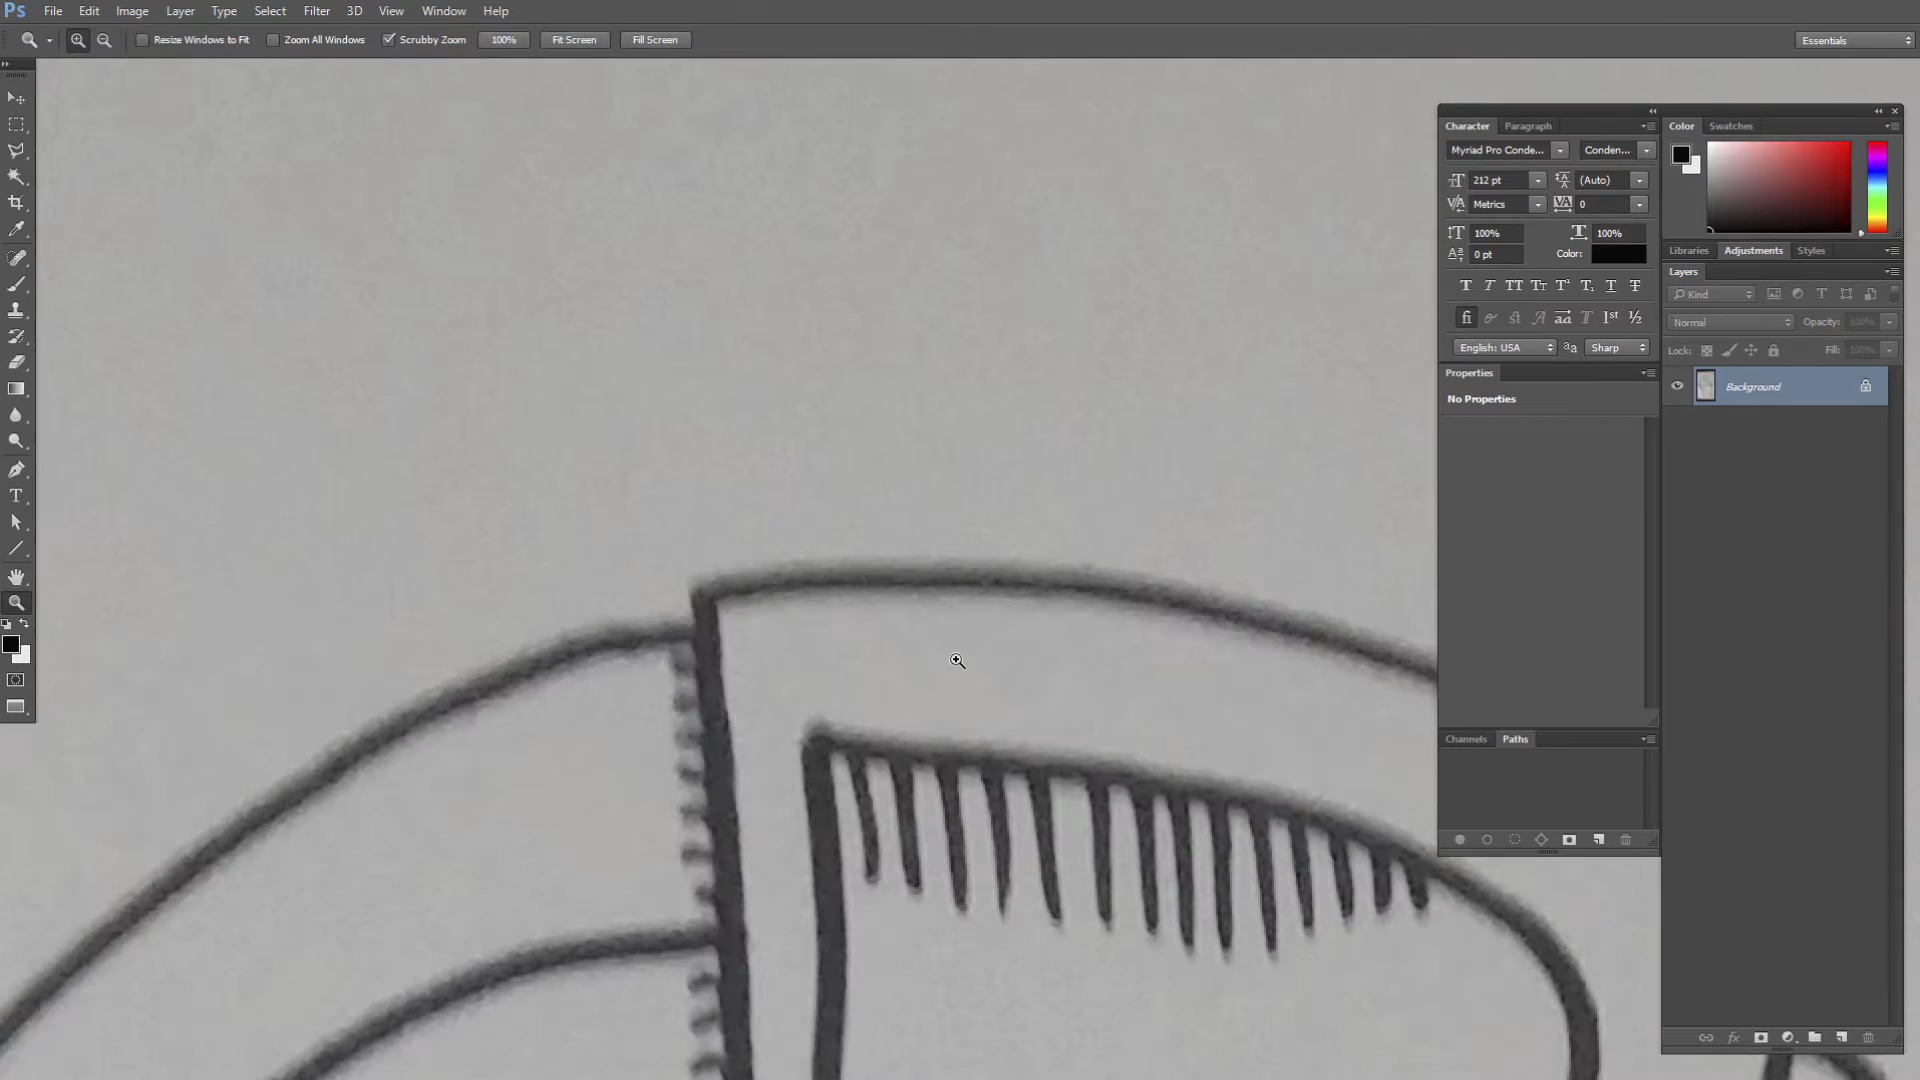 Ps File Edit Image Layer Type Select Filter 3D View Window Help
Resize Windows to Fit Zoom All Windows Scrubby Zoom 100% Fit Screen Fill Screen Essentials
Character Paragraph
Myriad Pro Conde... Conden...
212 pt (Auto)
Metrics 0
100% 100%
0 pt Color:
English: USA Sharp
Properties
No Properties
Channels Paths
Color Swatches
Libraries Adjustments Styles
Layers
Kind
Normal Opacity: 100%
Lock: Fill: 100%
Background